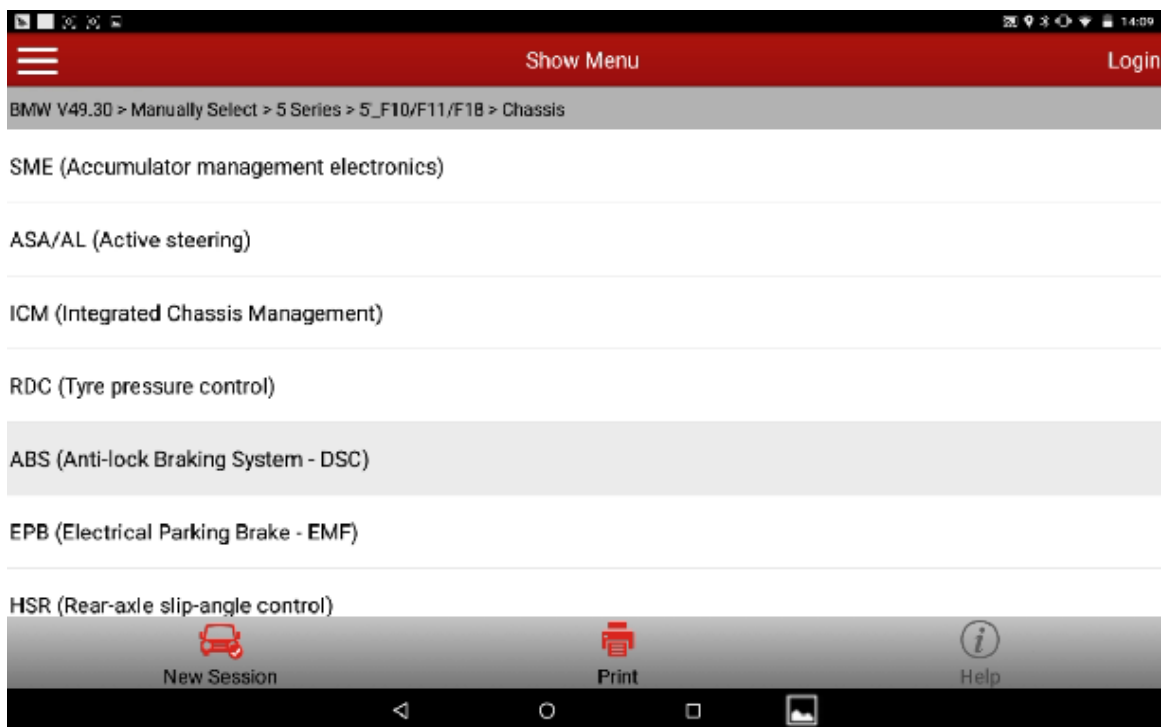 14:09
Show Menu
Login
BMW V49.30 > Manually Select > 5 Series > 5'_F10/F11/F18 > Chassis
SME (Accumulator management electronics)
ASA/AL (Active steering)
ICM (Integrated Chassis Management)
RDC (Tyre pressure control)
ABS (Anti-lock Braking System - DSC)
EPB (Electrical Parking Brake - EMF)
HSR (Rear-axle slip-angle control)
New Session
Print
Help